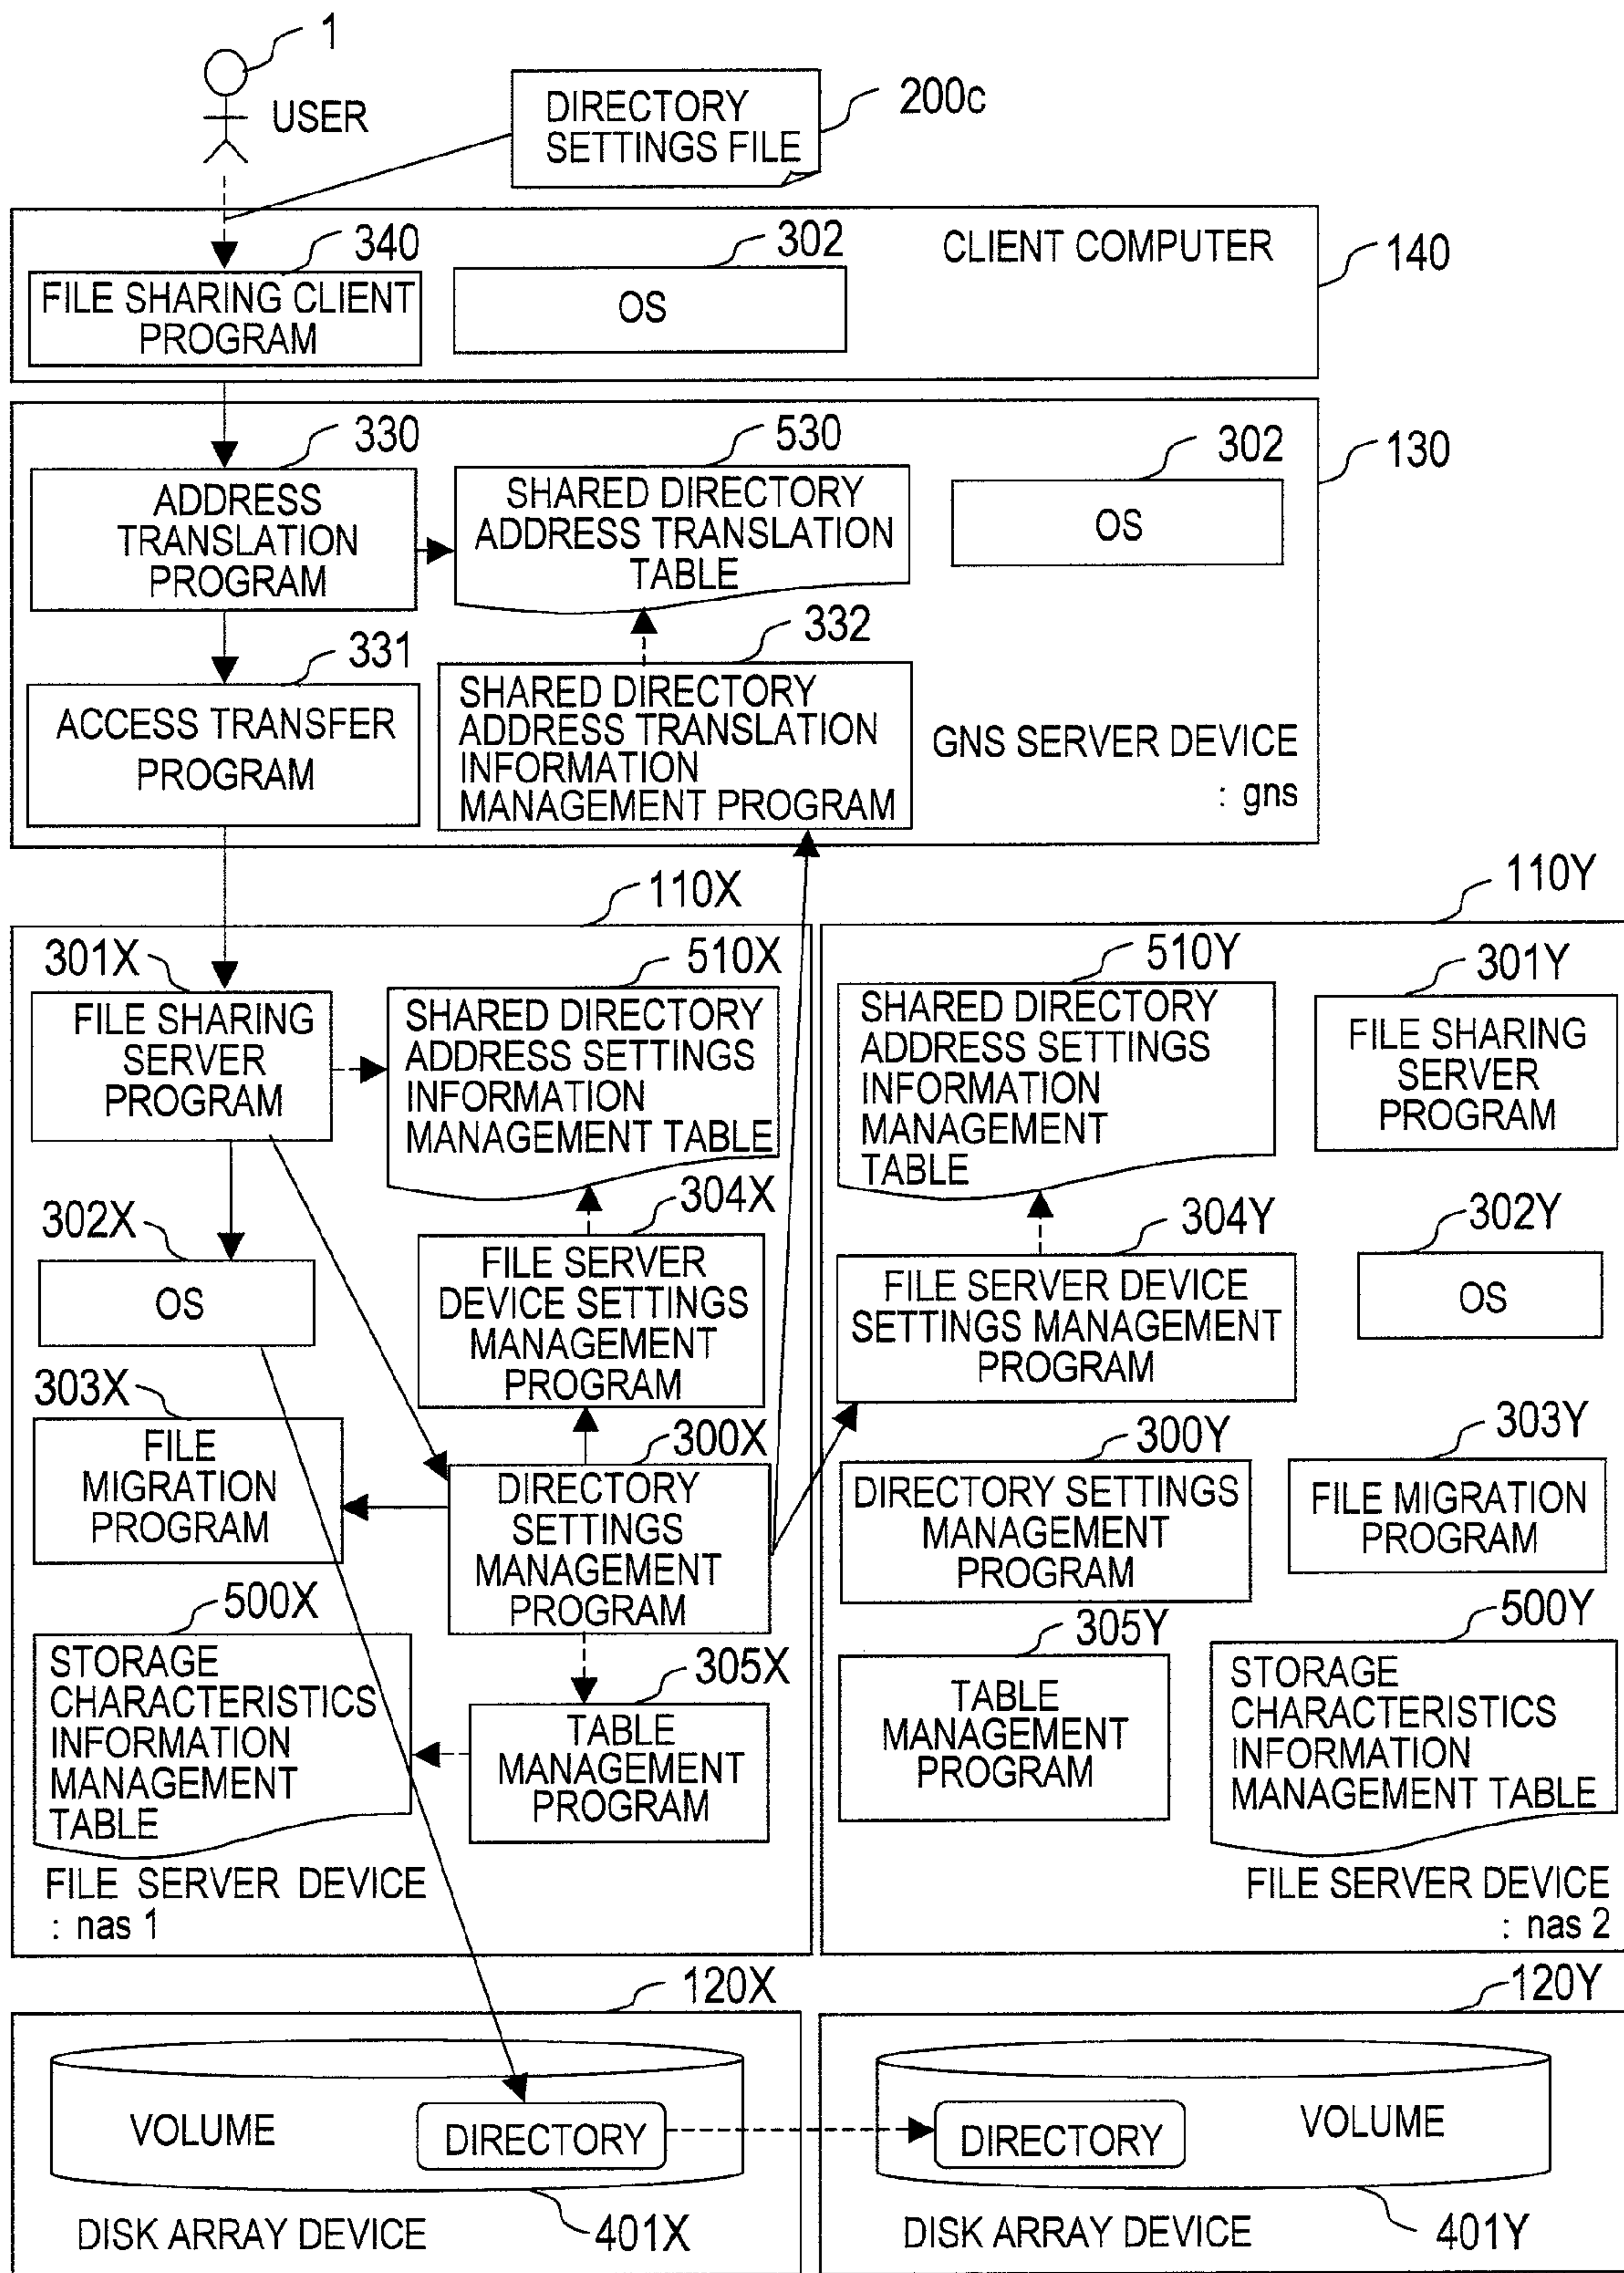 1
USER
DIRECTORY
SETTINGS FILE
200c
340
302
CLIENT COMPUTER
140
FILE SHARING CLIENT
PROGRAM
OS
330
530
302
130
ADDRESS
TRANSLATION
PROGRAM
SHARED DIRECTORY
ADDRESS TRANSLATION
TABLE
OS
331
332
ACCESS TRANSFER
PROGRAM
SHARED DIRECTORY
ADDRESS TRANSLATION
INFORMATION
MANAGEMENT PROGRAM
GNS SERVER DEVICE
: gns
110X
110Y
301X
510X
FILE SHARING
SERVER
PROGRAM
SHARED DIRECTORY
ADDRESS SETTINGS
INFORMATION
MANAGEMENT TABLE
510Y
301Y
SHARED DIRECTORY
ADDRESS SETTINGS
INFORMATION
MANAGEMENT
TABLE
FILE SHARING
SERVER
PROGRAM
302X
304X
OS
FILE SERVER
DEVICE SETTINGS
MANAGEMENT
PROGRAM
304Y
302Y
FILE SERVER DEVICE
SETTINGS MANAGEMENT
PROGRAM
OS
303X
300X
FILE
MIGRATION
PROGRAM
DIRECTORY
SETTINGS
MANAGEMENT
PROGRAM
300Y
303Y
DIRECTORY SETTINGS
MANAGEMENT
PROGRAM
FILE MIGRATION
PROGRAM
500X
305X
STORAGE
CHARACTERISTICS
INFORMATION
MANAGEMENT
TABLE
TABLE
MANAGEMENT
PROGRAM
305Y
500Y
TABLE
MANAGEMENT
PROGRAM
STORAGE
CHARACTERISTICS
INFORMATION
MANAGEMENT TABLE
FILE SERVER DEVICE
: nas 1
FILE SERVER DEVICE
: nas 2
120X
120Y
VOLUME
DIRECTORY
DIRECTORY
VOLUME
DISK ARRAY DEVICE
401X
DISK ARRAY DEVICE
401Y